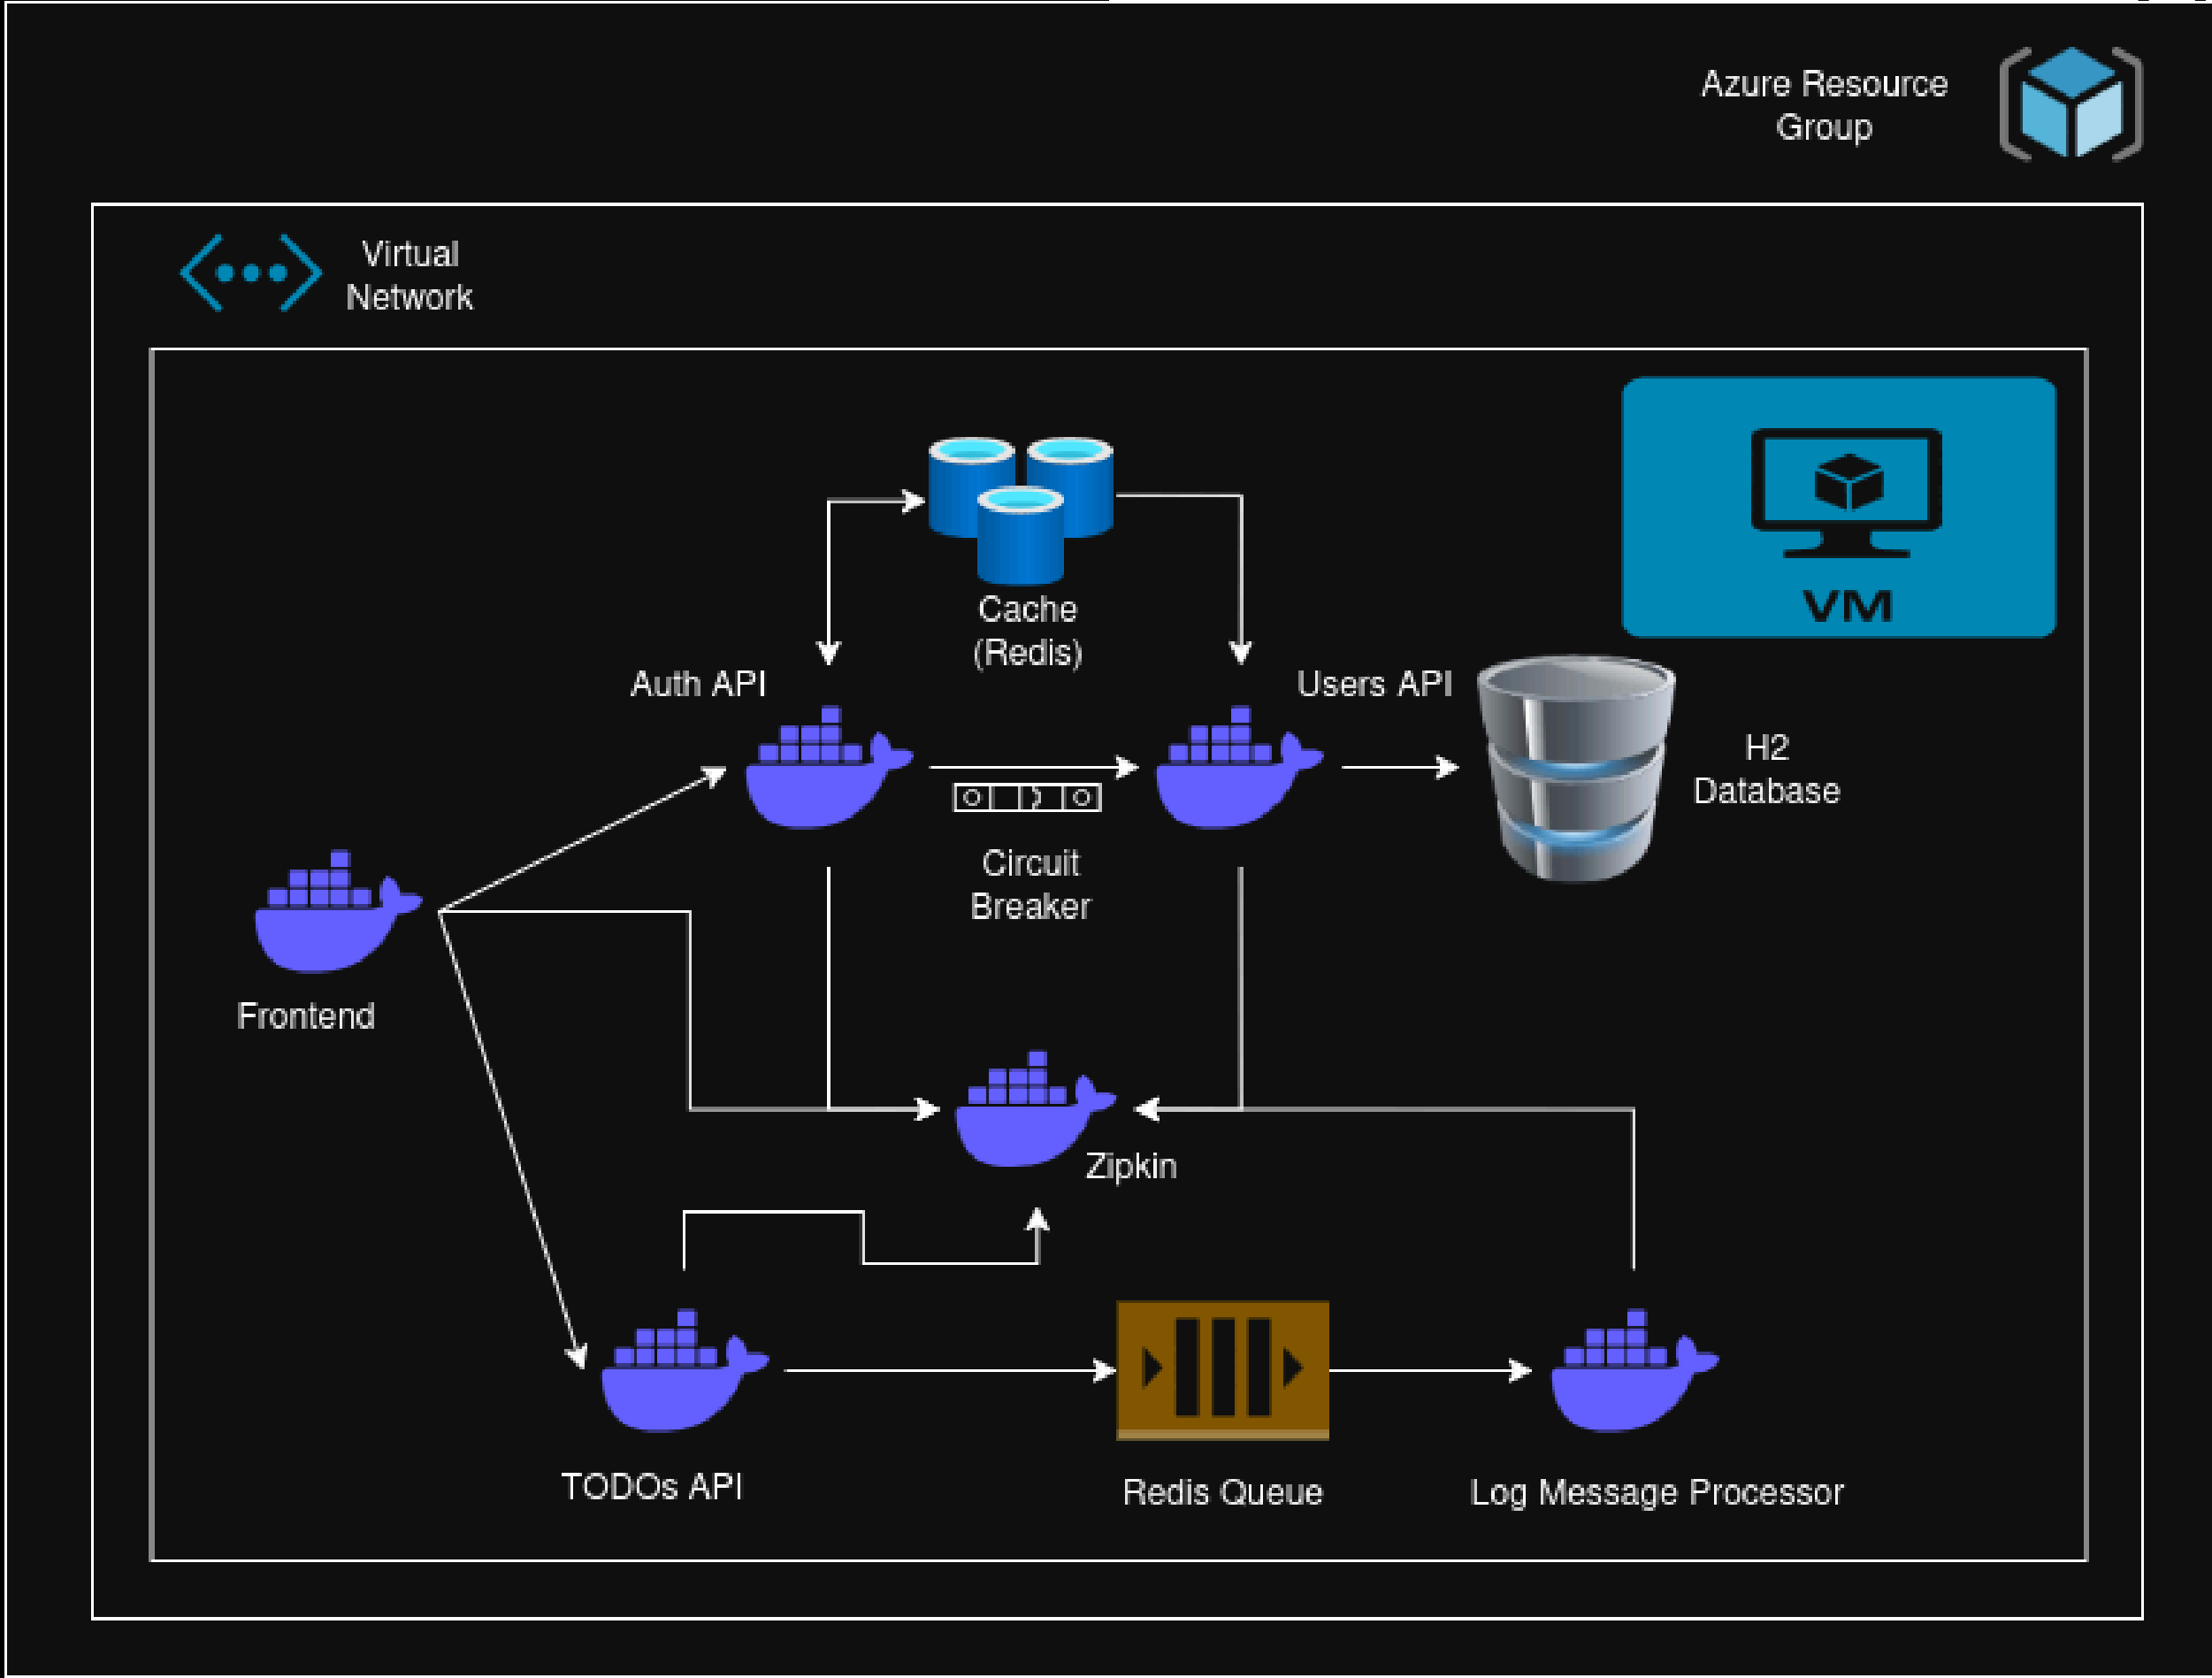 Azure Resource
Group
Virtual
Network
VM
Cache
(Redis)
Auth API
Users API
H2
Database
Circuit
Breaker
Frontend
Zipkin
TODOs API
Redis Queue
Log Message Processor